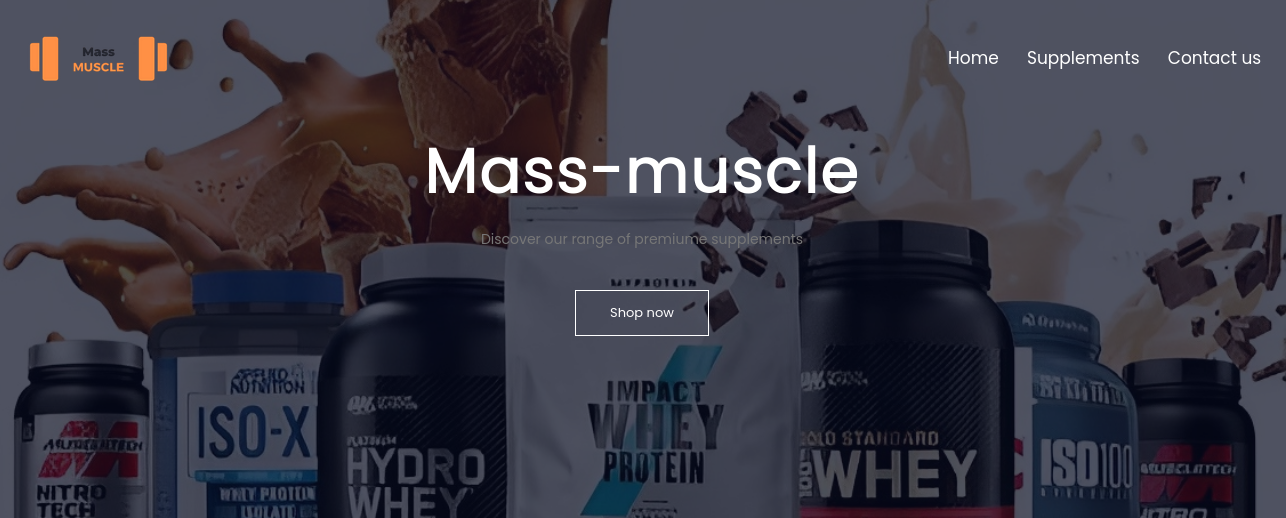 Mass
MUSCLE
Home
Supplements
Contact us
Mass-muscle
Discover our range of premiume supplements
Shop now
MYPROTEIN
IMPACT
WHEY
PROTEIN
APPLIED
NUTRITION
ISO-X
WHEY PROTEIN
ISOLATE
ON
PLATINUM
HYDRO
WHEY
ON
GOLD STANDARD
100%
WHEY
ISO100
MUSCLETECH
NITRO
TECH
MUSCLETECH
NITRO